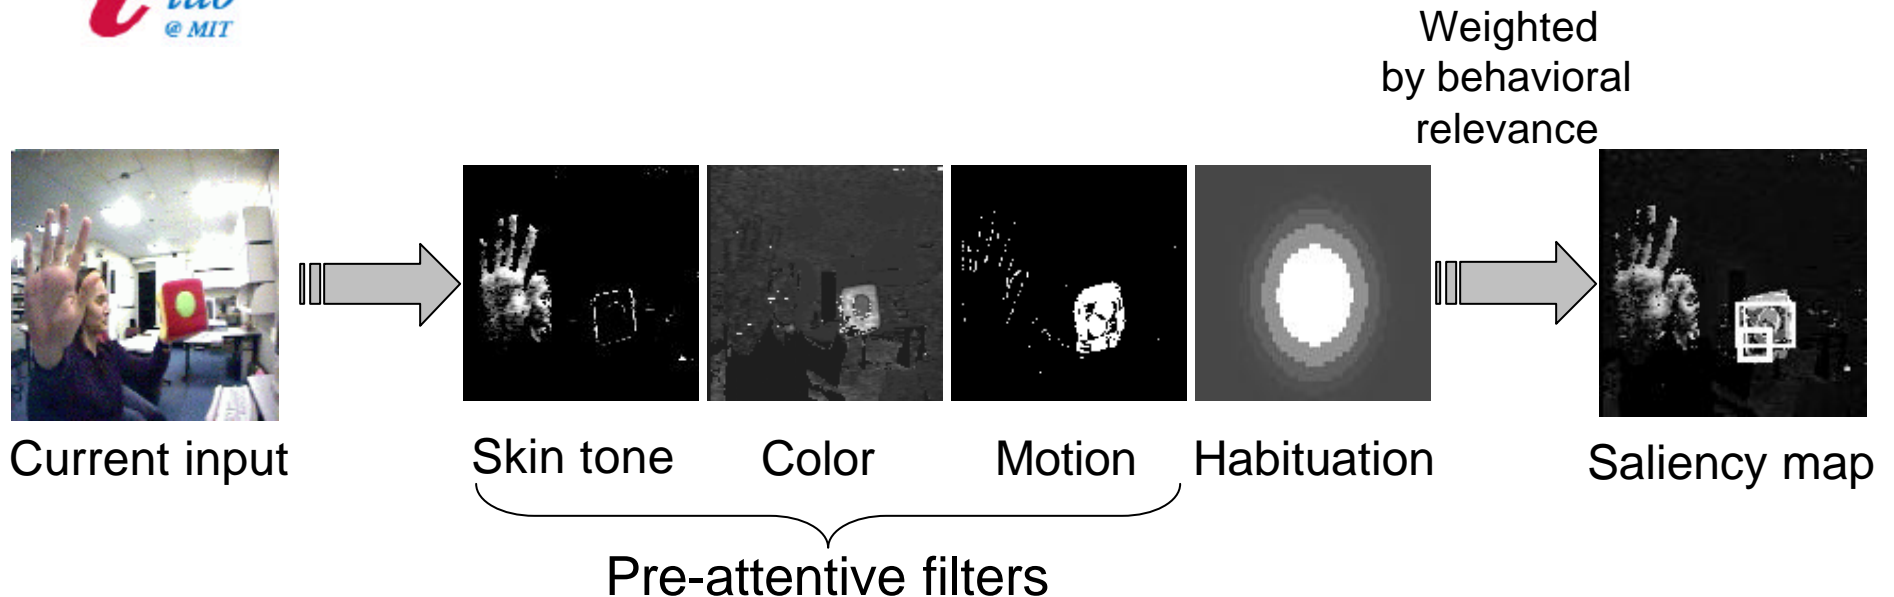 @ MIT
Weighted
by behavioral
relevance
Current input
Skin tone
Color
Motion
Habituation
Saliency map
Pre-attentive filters